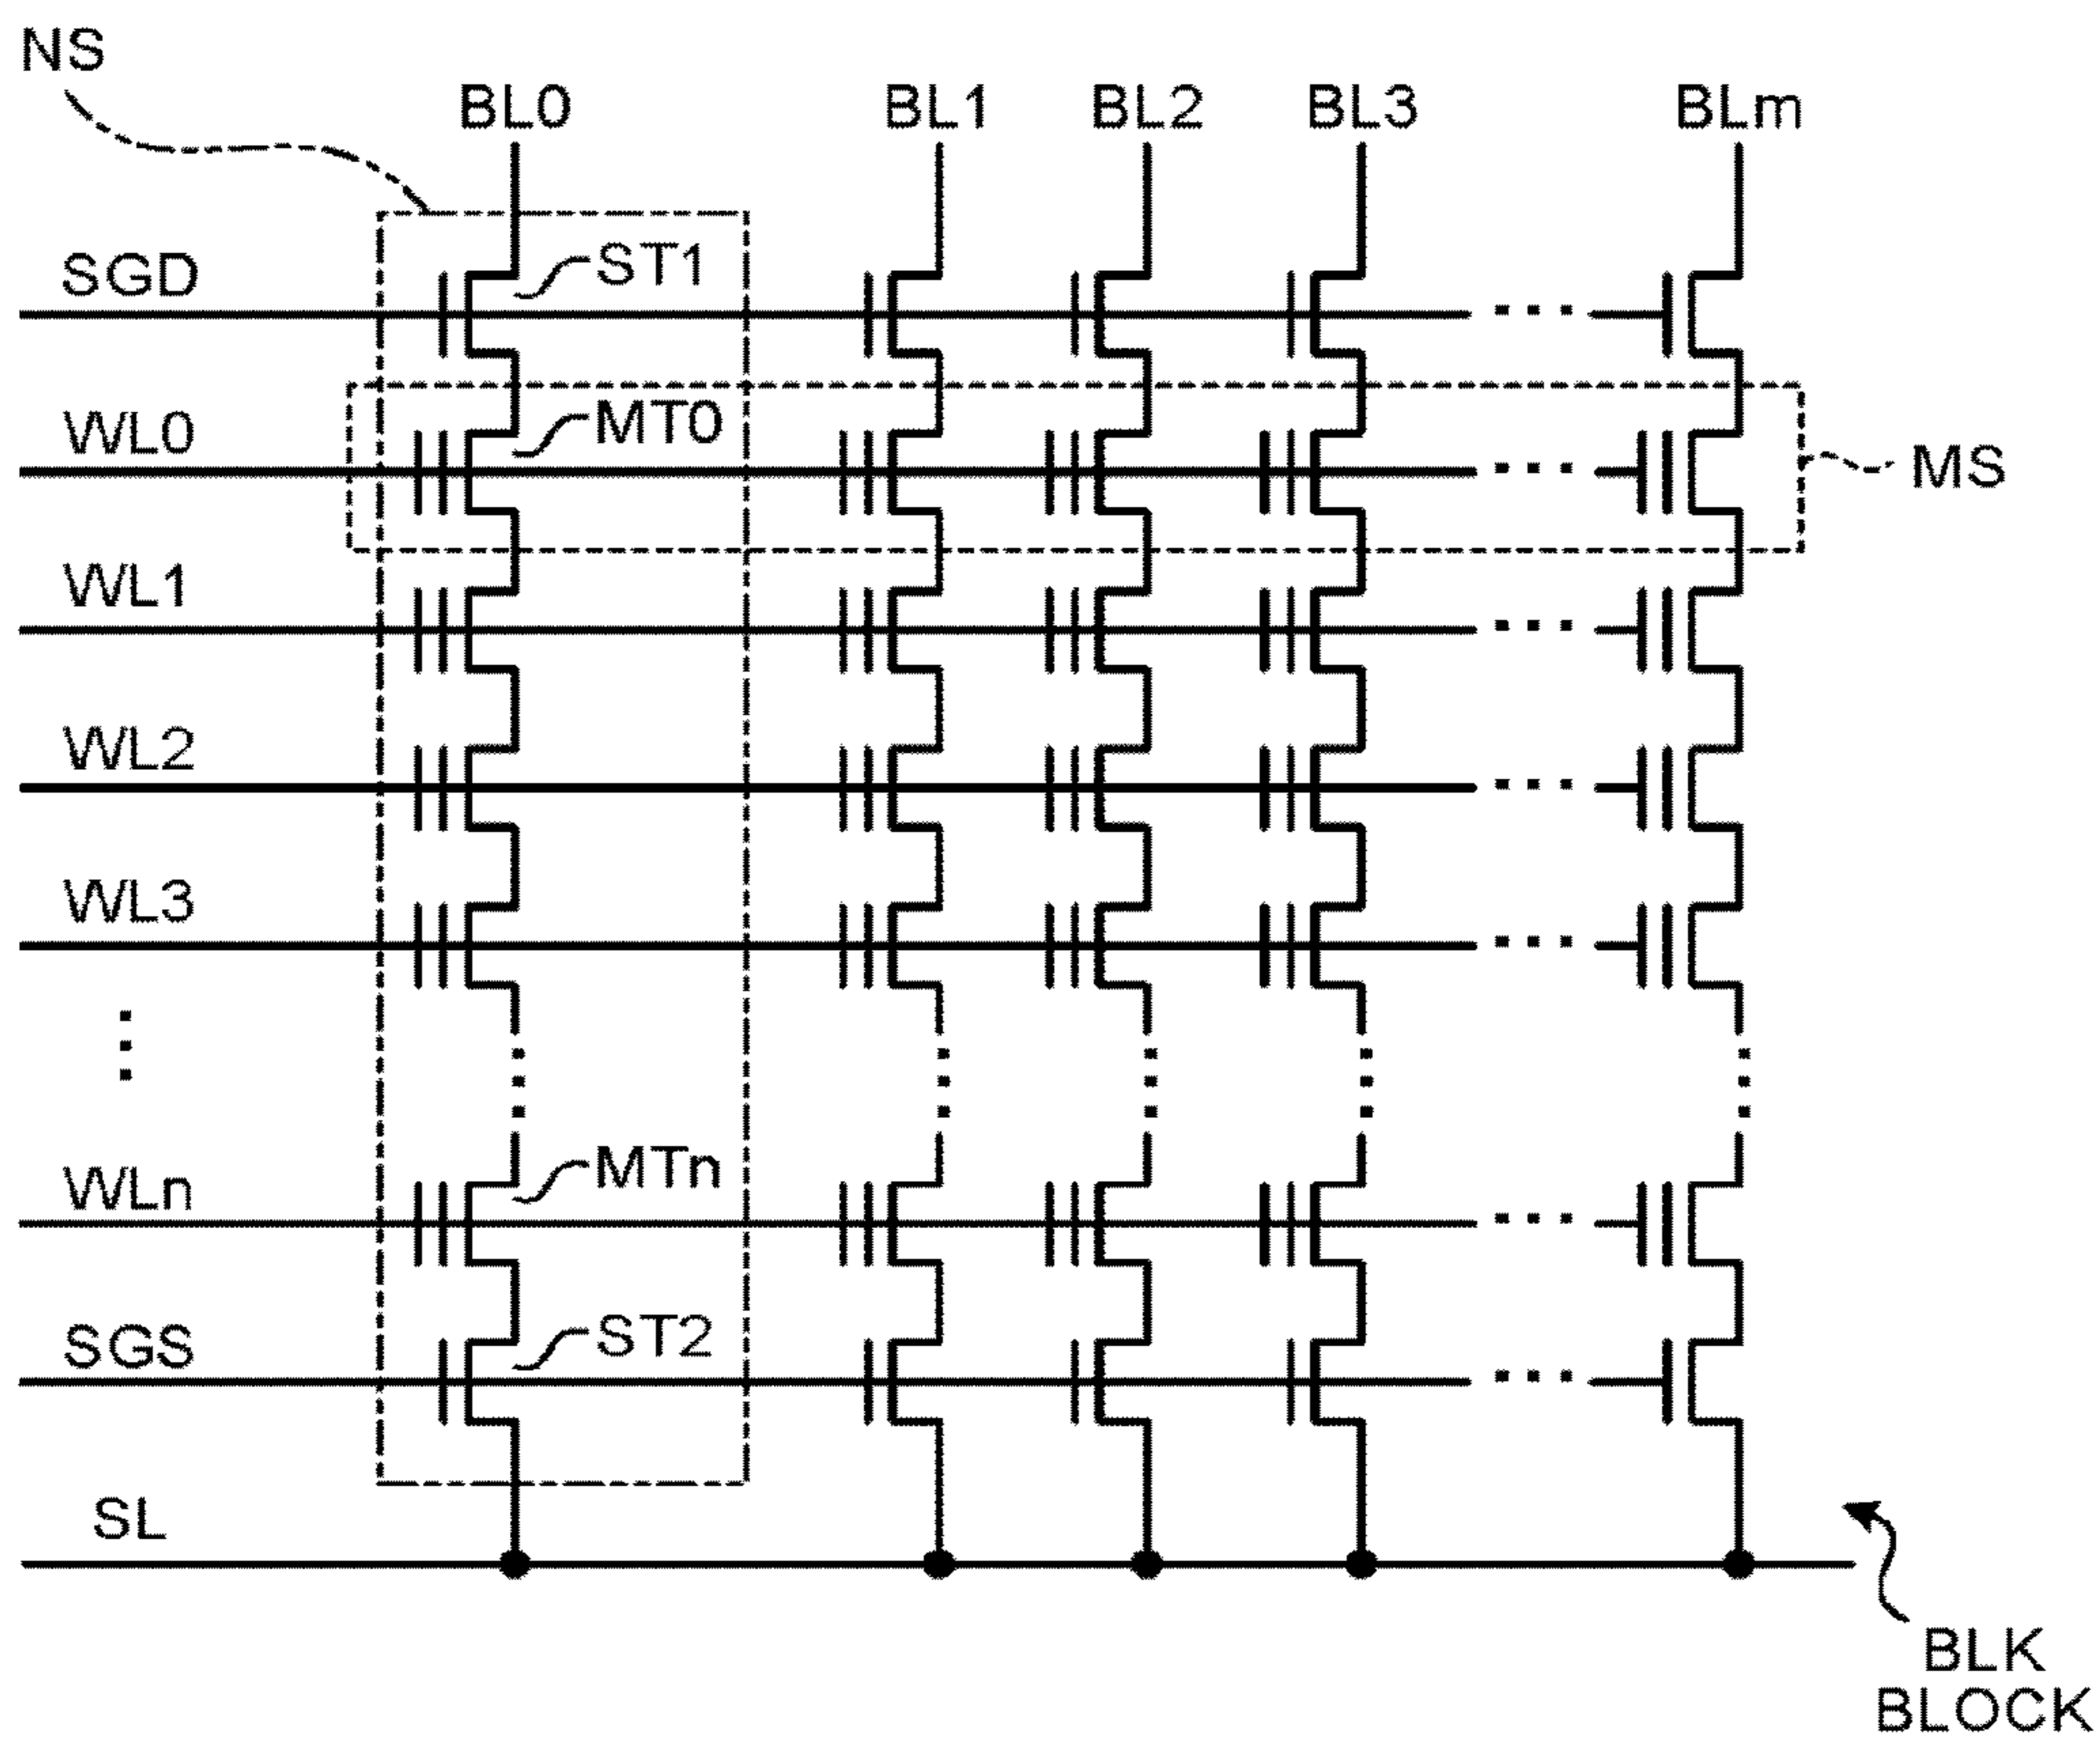 NS
BL0 BL1 BL2 BL3 BLm
SGD ST1
WL0 MT0 MS
WL1
WL2
WL3
WLn MTn
SGS ST2
SL
BLK
BLOCK